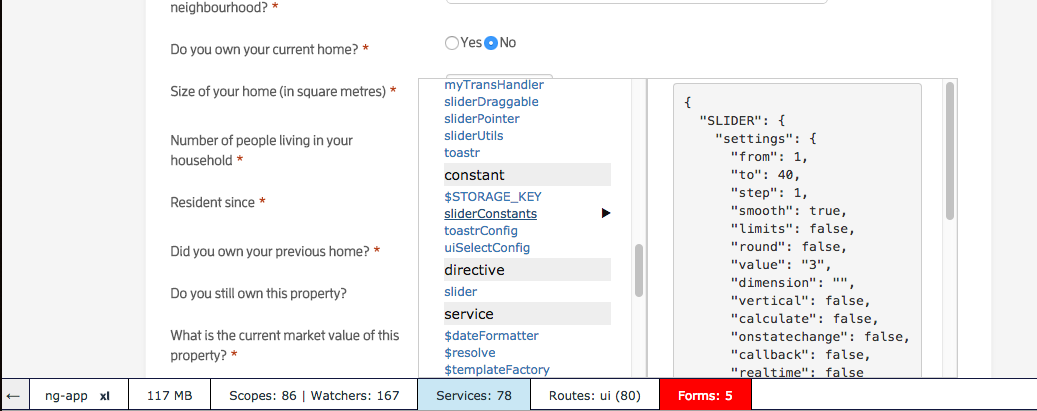 neighbourhood? *
Do you own your current home? *
Yes No
Size of your home (in square metres) *
Number of people living in your
household *
Resident since *
Did you own your previous home? *
Do you still own this property?
What is the current market value of this
property? *
myTransHandler
sliderDraggable
sliderPointer
sliderUtils
toastr
constant
$STORAGE_KEY
sliderConstants
toastrConfig
uiSelectConfig
directive
slider
service
$dateFormatter
$resolve
$templateFactory
{
"SLIDER": {
"settings": {
"from": 1,
"to": 40,
"step": 1,
"smooth": true,
"limits": false,
"round": false,
"value": "3",
"dimension": "",
"vertical": false,
"calculate": false,
"onstatechange": false,
"callback": false,
"realtime": false
← ng-app xl 117 MB Scopes: 86 | Watchers: 167 Services: 78 Routes: ui (80) Forms: 5